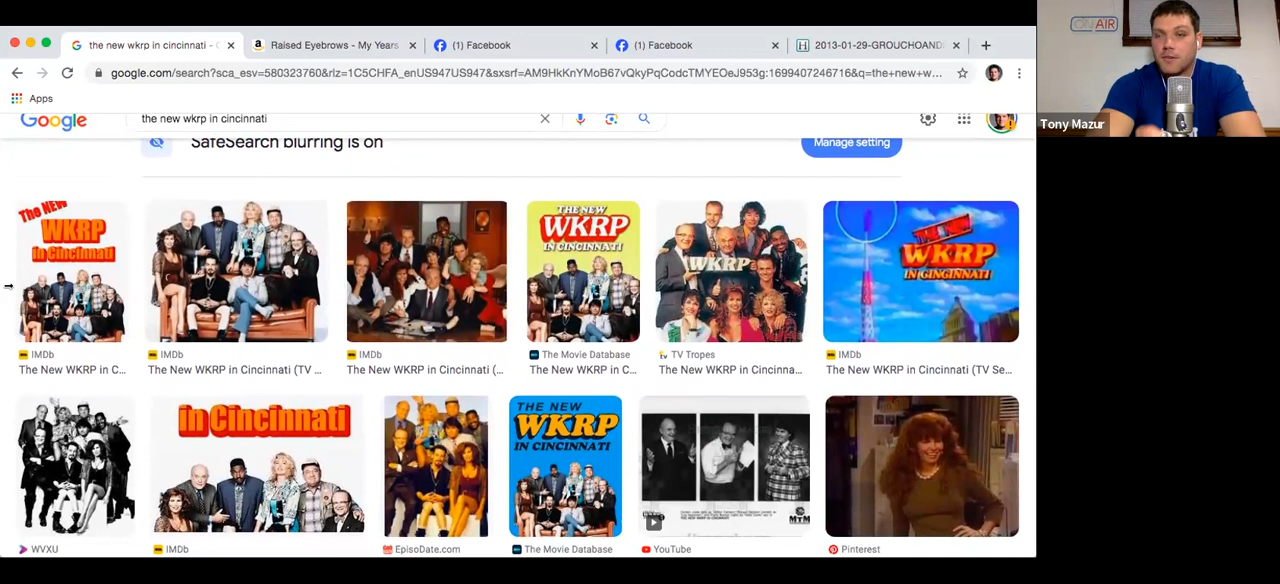 the new wkrp in cincinnati - G
Raised Eyebrows - My Years
(1) Facebook
(1) Facebook
2013-01-29-GROUCHOAND
google.com/search?sca_esv=580323760&rlz=1C5CHFA_enUS947US947&sxsrf=AM9HkKnYMoB67vQkyPqCodcTMYEOeJ953g:1699407246716&q=the+new+w...
Apps
Google
the new wkrp in cincinnati
SafeSearch blurring is on
Manage setting
ON AIR
Tony Mazur
The NEW
WKRP
in Cincinnati
THE NEW
WKRP
IN CINCINNATI
WKRP
NEW
WKRP
IN CINCINNATI
IMDb
IMDb
IMDb
The Movie Database
TV Tropes
IMDb
The New WKRP in C...
The New WKRP in Cincinnati (TV ...
The New WKRP in Cincinnati (...
The New WKRP in C...
The New WKRP in Cincinna...
The New WKRP in Cincinnati (TV Se...
in Cincinnati
THE NEW
WKRP
IN CINCINNATI
MTM
WVXU
IMDb
EpisoDate.com
The Movie Database
YouTube
Pinterest